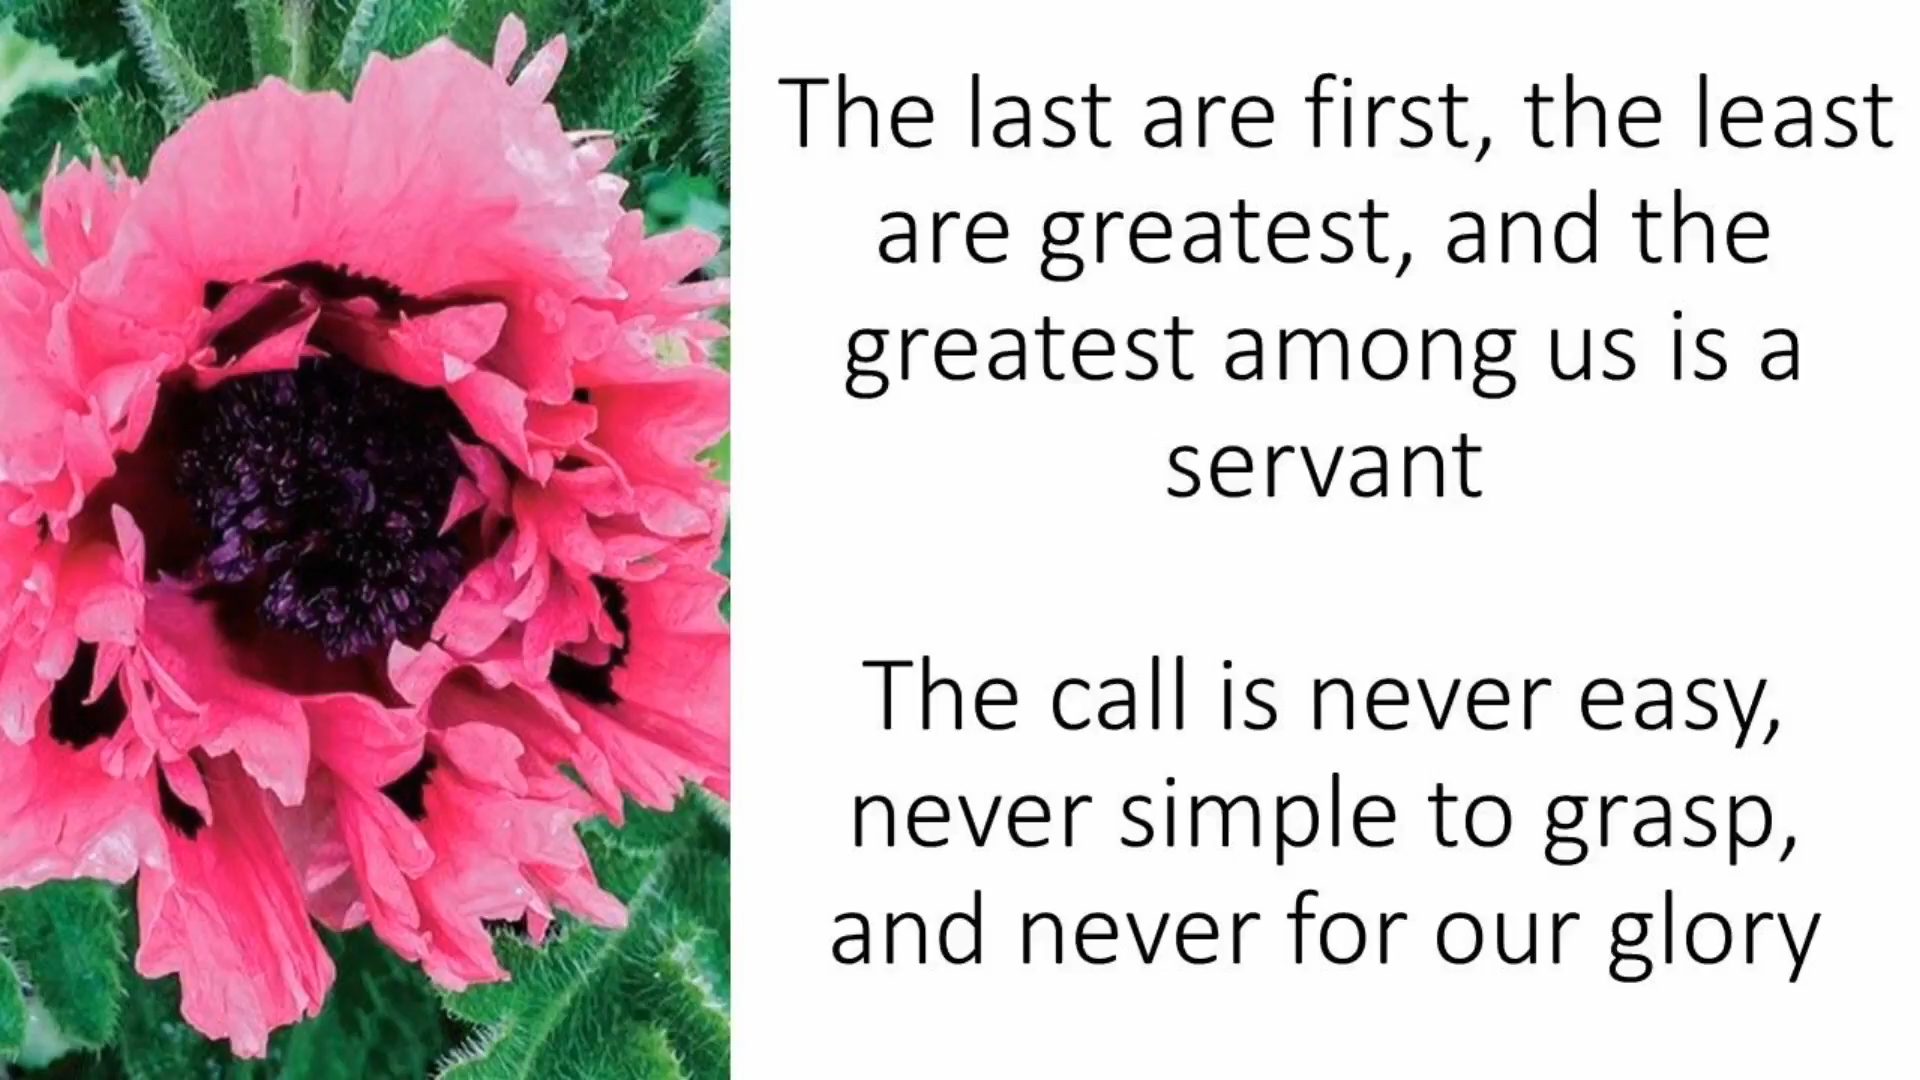 The last are first, the least
are greatest, and the
greatest among us is a
servant
The call is never easy,
never simple to grasp,
and never for our glory